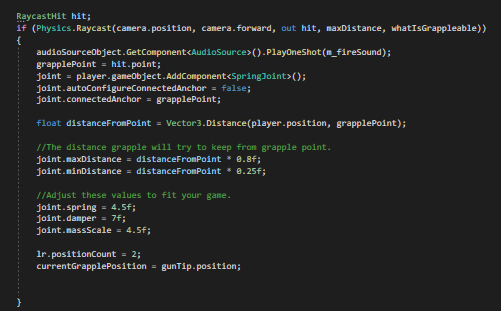 RaycastHit hit;
if (Physics.Raycast(camera.position, camera.forward, out hit, maxDistance, whatIsGrappleable))
{
audioSourceObject.GetComponent<AudioSource>().PlayOneShot(m_fireSound);
grapplePoint = hit.point;
joint = player.gameObject.AddComponent<SpringJoint>();
joint.autoConfigureConnectedAnchor = false;
joint.connectedAnchor = grapplePoint;
float distanceFromPoint = Vector3.Distance(player.position, grapplePoint);
//The distance grapple will try to keep from grapple point.
joint.maxDistance = distanceFromPoint * 0.8f;
joint.minDistance = distanceFromPoint * 0.25f;
//Adjust these values to fit your game.
joint.spring = 4.5f;
joint.damper = 7f;
joint.massScale = 4.5f;
lr.positionCount = 2;
currentGrapplePosition = gunTip.position;
}